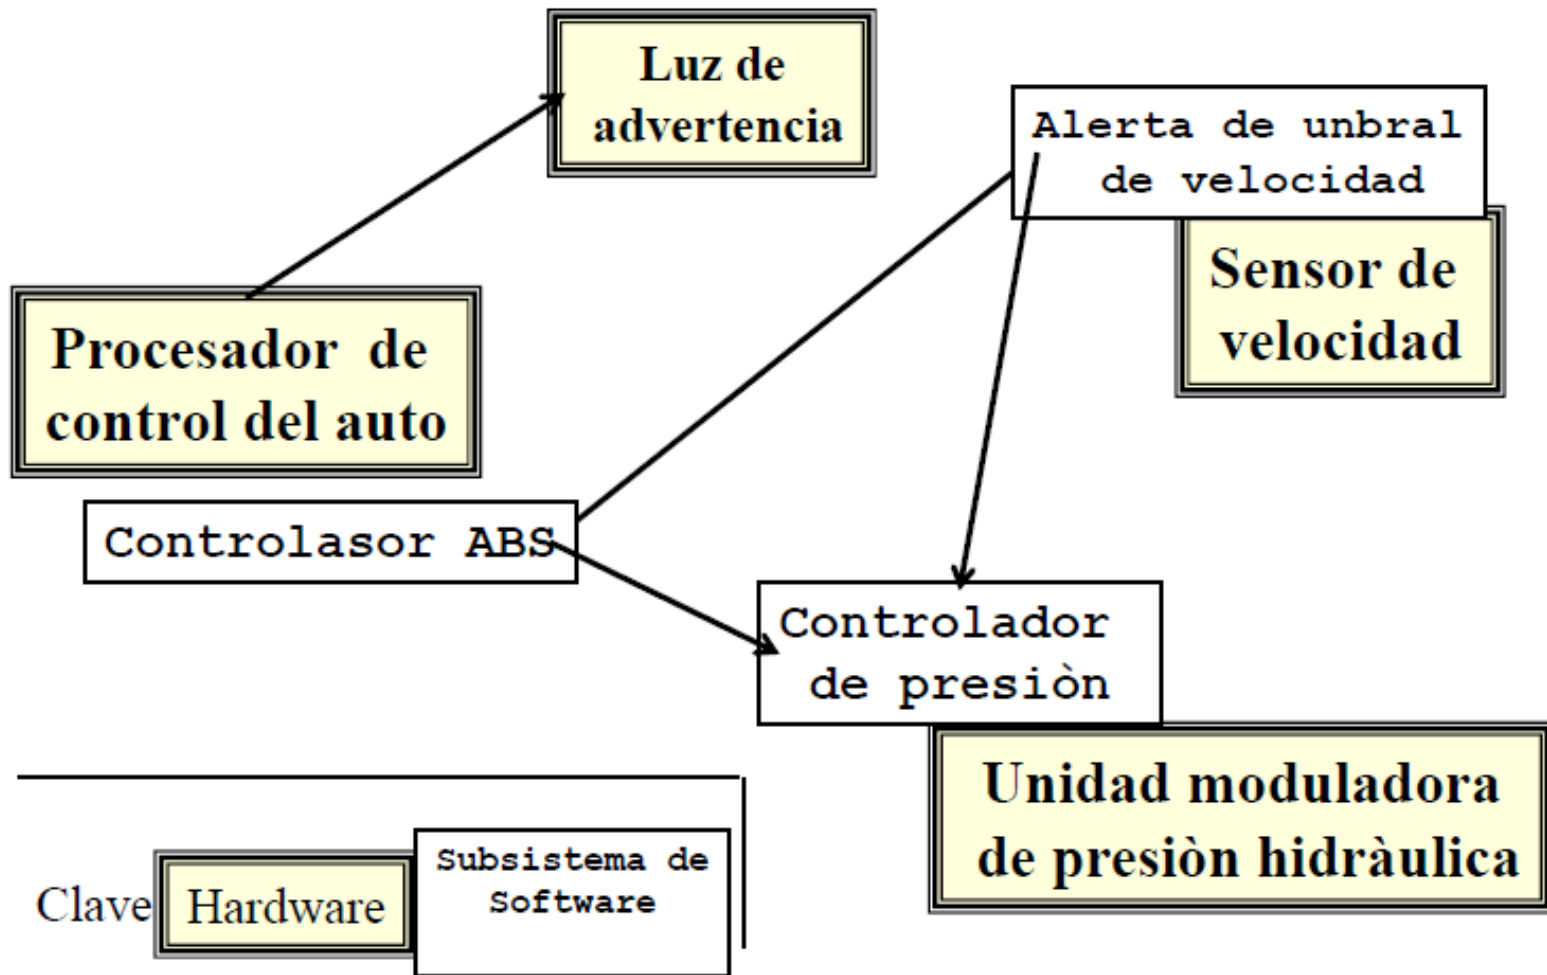 Luz de
advertencia
Alerta de unbral
de velocidad
Sensor de
velocidad
Procesador de
control del auto
Controlasor ABS
Controlador
de presiòn
Unidad moduladora
de presiòn hidràulica
Clave
Hardware
Subsistema de
Software